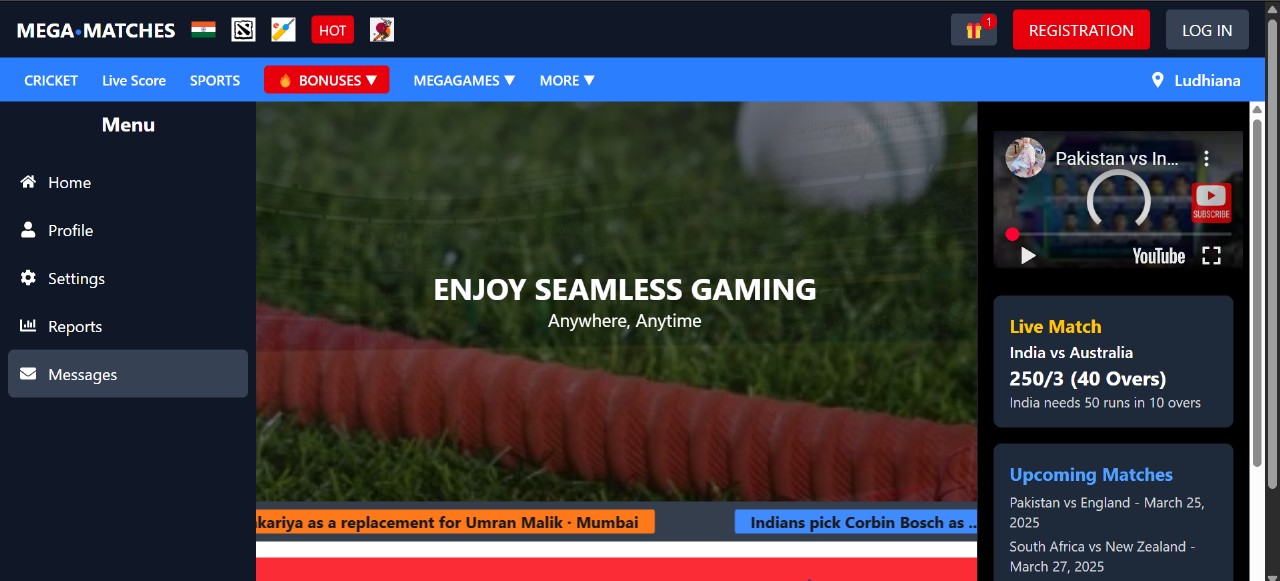 MEGA•MATCHES
HOT
1
REGISTRATION
LOG IN
CRICKET
Live Score
SPORTS
BONUSES ▼
MEGAGAMES ▼
MORE ▼
Ludhiana
Menu
Home
Profile
Settings
Reports
Messages
ENJOY SEAMLESS GAMING
Anywhere, Anytime
akariya as a replacement for Umran Malik · Mumbai
Indians pick Corbin Bosch as ..
Pakistan vs In...
SUBSCRIBE
YouTube
Live Match
India vs Australia
250/3 (40 Overs)
India needs 50 runs in 10 overs
Upcoming Matches
Pakistan vs England - March 25,
2025
South Africa vs New Zealand -
March 27, 2025